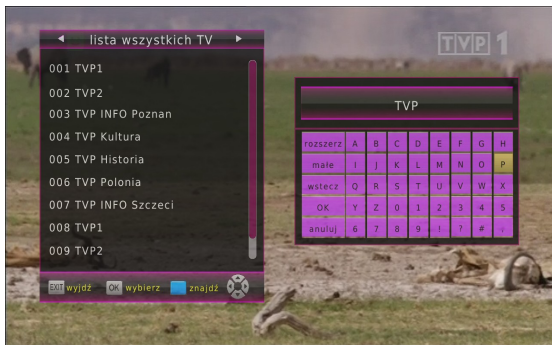 lista wszystkich TV
TVP 1
001 TVP1
002 TVP2
003 TVP INFO Poznan
004 TVP Kultura
005 TVP Historia
006 TVP Polonia
007 TVP INFO Szczeci
008 TVP1
009 TVP2
EXIT wyjdź OK wybierz znajdź
TVP
rozszerz A B C D E F G H
małe I J K L M N O P
wstecz Q R S T U V W X
OK Y Z 0 1 2 3 4 5
anuluj 6 7 8 9 ! ? #